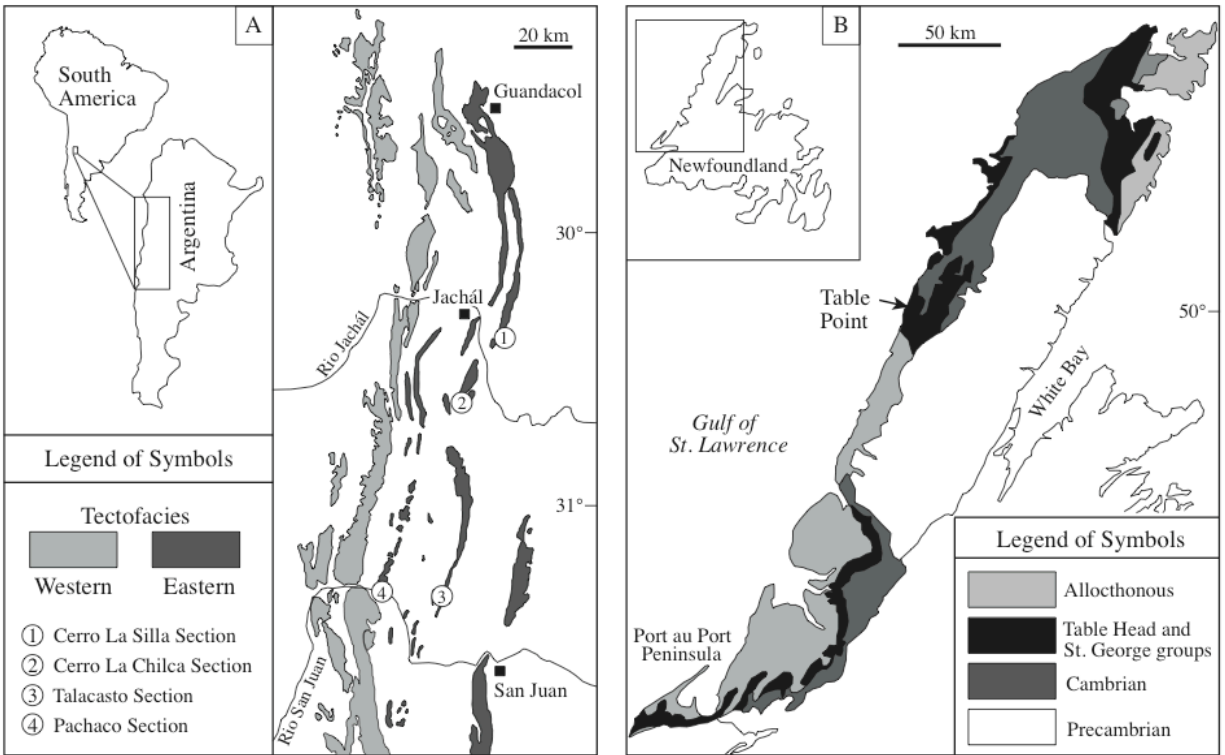 A
South
America
Argentina
Legend of Symbols
Tectofacies
Western
Eastern
1 Cerro La Silla Section
2 Cerro La Chilca Section
3 Talacasto Section
4 Pachaco Section
20 km
Guandacol
30°
Jachál
Rio Jachál
1
2
31°
4
3
San Juan
Rio San Juan
B
50 km
Newfoundland
Table
Point
50°
White Bay
Gulf of
St. Lawrence
Port au Port
Peninsula
Legend of Symbols
Allocthonous
Table Head and
St. George groups
Cambrian
Precambrian